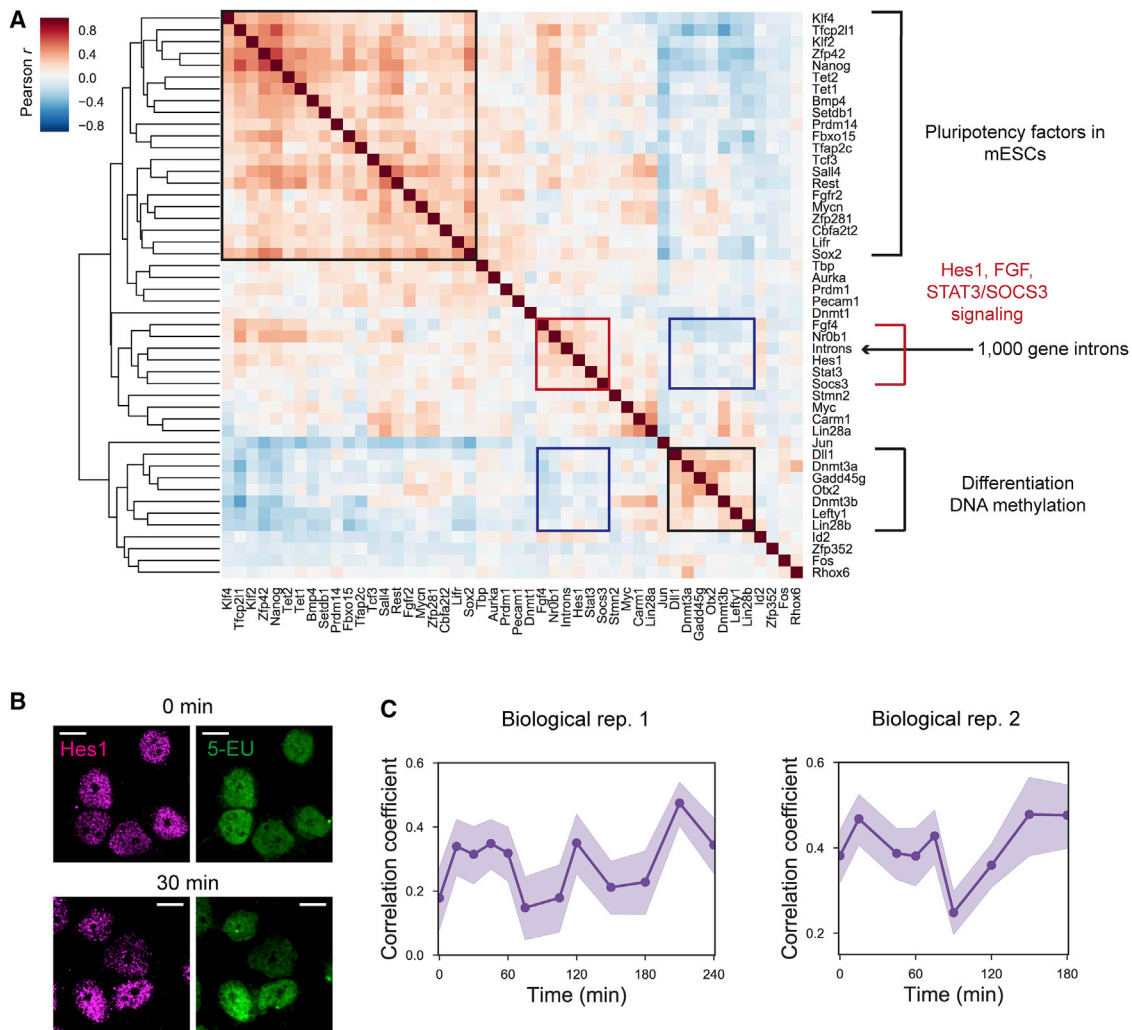 A
Pearson r
0.8
0.4
0.0
−0.4
−0.8
Klf4
Tfcp2l1
Klf2
Zfp42
Nanog
Tet2
Tet1
Bmp4
Setdb1
Prdm14
Fbxo15
Tfap2c
Tcf3
Sall4
Rest
Fgfr2
Mycn
Zfp281
Cbfa2t2
Lifr
Sox2
Tbp
Aurka
Prdm1
Pecam1
Dnmt1
Fgf4
Nr0b1
Introns
Hes1
Stat3
Socs3
Stmn2
Myc
Carm1
Lin28a
Jun
Dll1
Dnmt3a
Gadd45g
Otx2
Dnmt3b
Lefty1
Lin28b
Id2
Zfp352
Fos
Rhox6
Pluripotency factors in
mESCs
Hes1, FGF,
STAT3/SOCS3
signaling
1,000 gene introns
Differentiation
DNA methylation
Klf4
Tfcp2l1
Klf2
Zfp42
Nanog
Tet2
Tet1
Bmp4
Setdb1
Prdm14
Fbxo15
Tfap2c
Tcf3
Sall4
Rest
Fgfr2
Mycn
Zfp281
Cbfa2t2
Lifr
Sox2
Tbp
Aurka
Prdm1
Pecam1
Dnmt1
Fgf4
Nr0b1
Introns
Hes1
Stat3
Socs3
Stmn2
Myc
Carm1
Lin28a
Jun
Dll1
Dnmt3a
Gadd45g
Otx2
Dnmt3b
Lefty1
Lin28b
Id2
Zfp352
Fos
Rhox6
B
0 min
Hes1
5-EU
30 min
C
Biological rep. 1
Correlation coefficient
0.6
0.4
0.2
0.0
0
60
120
180
240
Time (min)
Biological rep. 2
Correlation coefficient
0.6
0.4
0.2
0
60
120
180
Time (min)